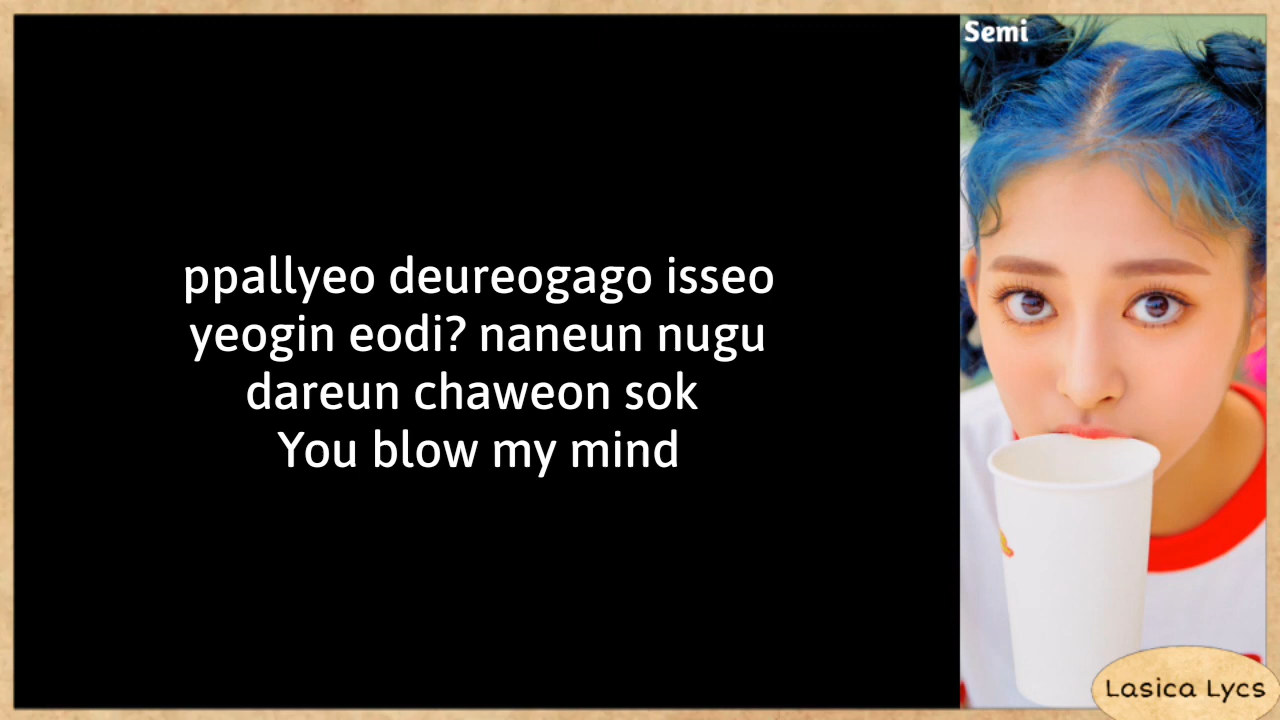 Semi
ppallyeo deureogago isseo
yeogin eodi? naneun nugu
dareun chaweon sok
You blow my mind
Lasica Lycs